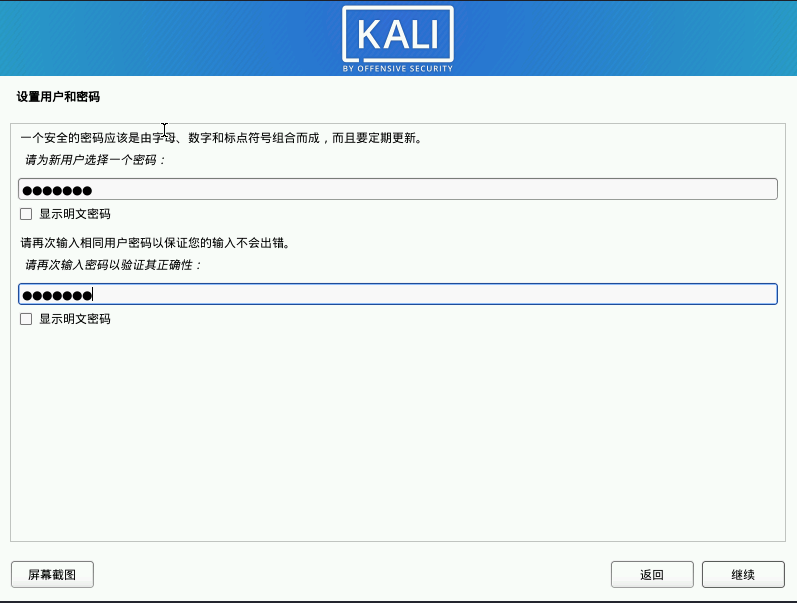 KALI
BY OFFENSIVE SECURITY
设置用户和密码
一个安全的密码应该是由字母、数字和标点符号组合而成，而且要定期更新。
请为新用户选择一个密码：
●●●●●●●
显示明文密码
请再次输入相同用户密码以保证您的输入不会出错。
请再次输入密码以验证其正确性：
●●●●●●●
显示明文密码
屏幕截图
返回
继续